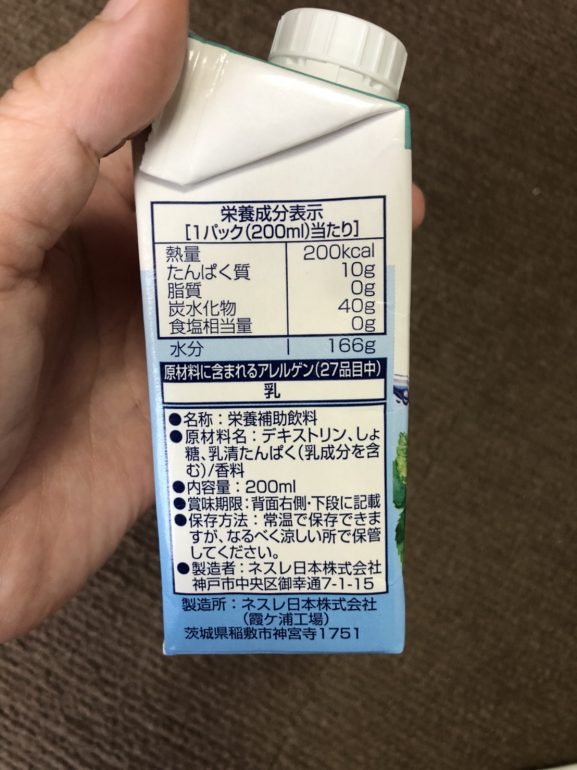 栄養成分表示
[1パック(200ml)当たり]
熱量 200kcal
たんぱく質 10g
脂質 0g
炭水化物 40g
食塩相当量 0g
水分 166g
原材料に含まれるアレルゲン(27品目中)
乳
●名称:栄養補助飲料
●原材料名:デキストリン、しょ
糖、乳清たんぱく(乳成分を含
む)/香料
●内容量:200ml
●賞味期限:背面右側・下段に記載
●保存方法:常温で保存できま
すが、なるべく涼しい所で保管
してください。
●製造者:ネスレ日本株式会社
神戸市中央区御幸通7-1-15
製造所:ネスレ日本株式会社
(霞ケ浦工場)
茨城県稲敷市神宮寺1751